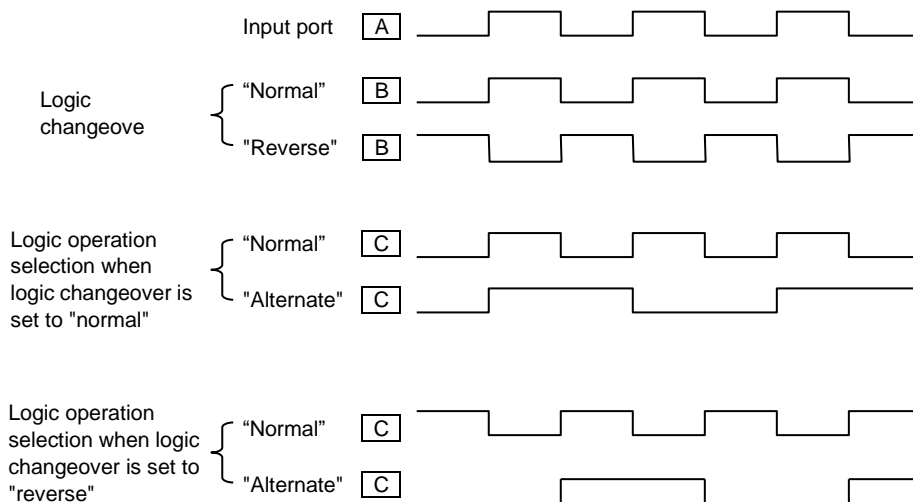 Input port A
Logic
changeove
“Normal” B
"Reverse" B
Logic operation
selection when
logic changeover is
set to "normal"
“Normal” C
"Alternate" C
Logic operation
selection when logic
changeover is set to
"reverse"
“Normal” C
"Alternate" C